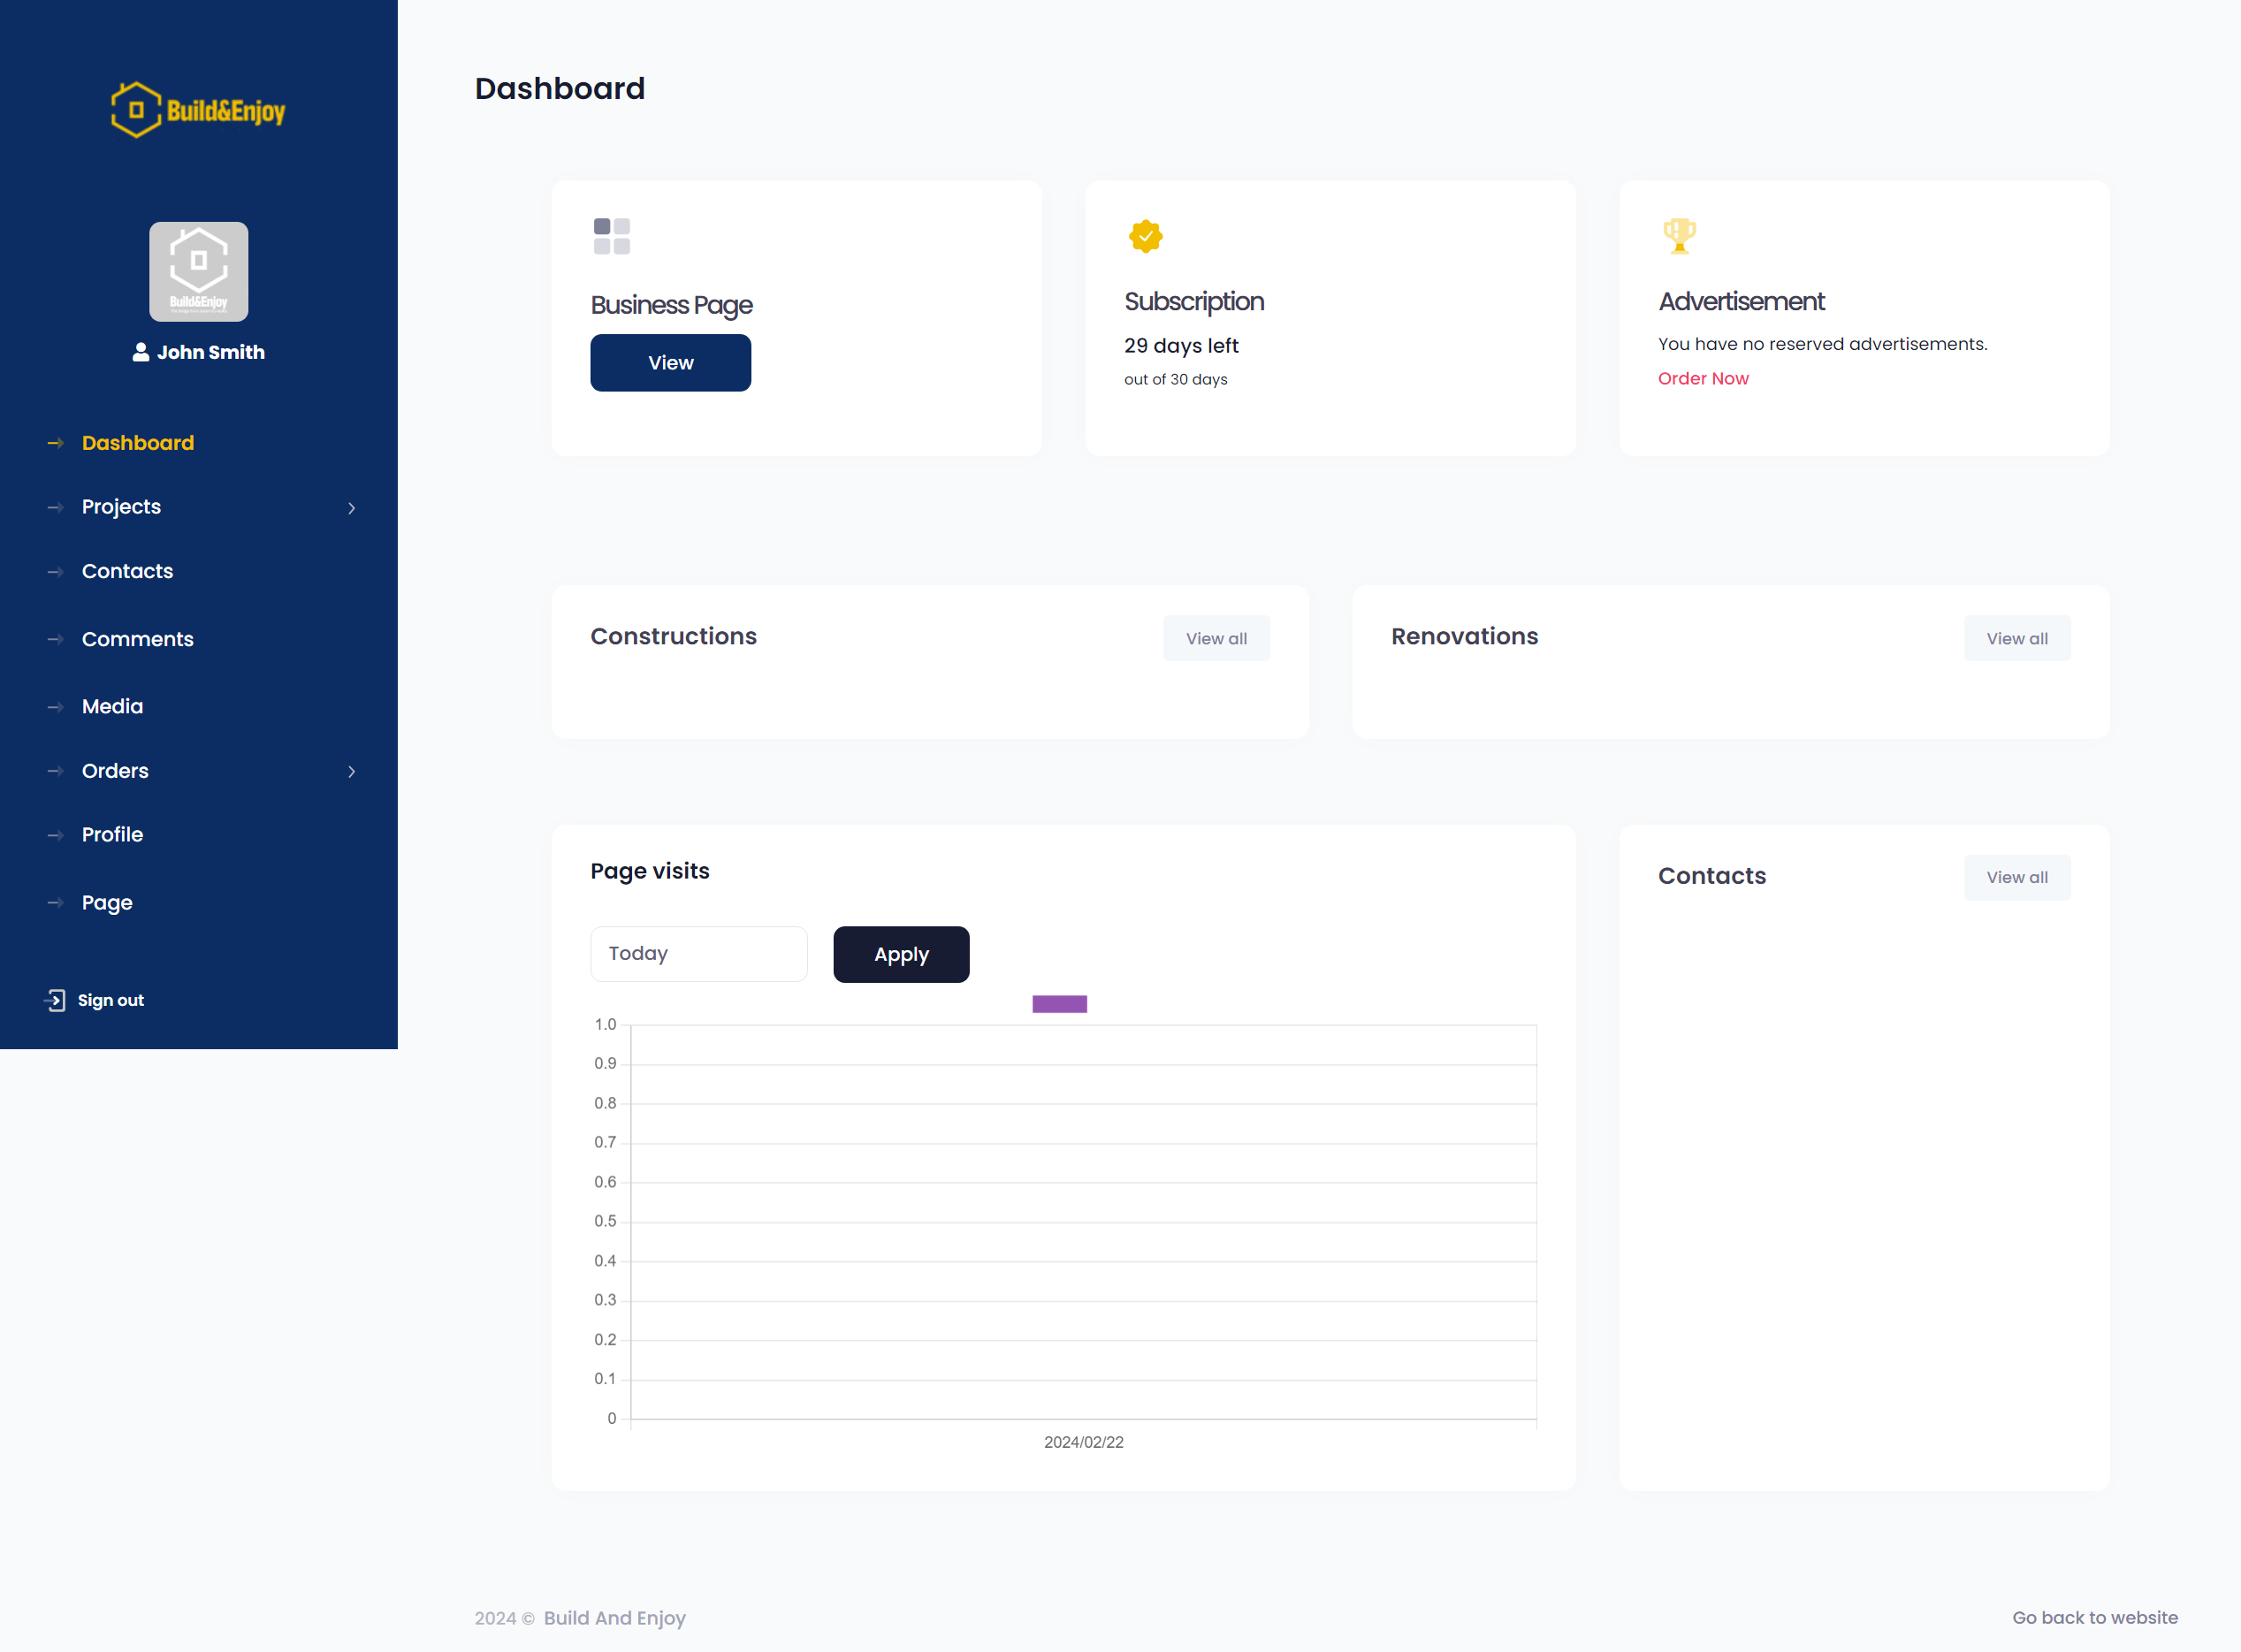 Build&Enjoy
Build&Enjoy
John Smith
Dashboard
Projects
Contacts
Comments
Media
Orders
Profile
Page
Sign out
Dashboard
Business Page
View
Subscription
29 days left
out of 30 days
Advertisement
You have no reserved advertisements.
Order Now
Constructions
View all
Renovations
View all
Page visits
Today
Apply
1.0
0.9
0.8
0.7
0.6
0.5
0.4
0.3
0.2
0.1
0
2024/02/22
Contacts
View all
2024 © Build And Enjoy
Go back to website